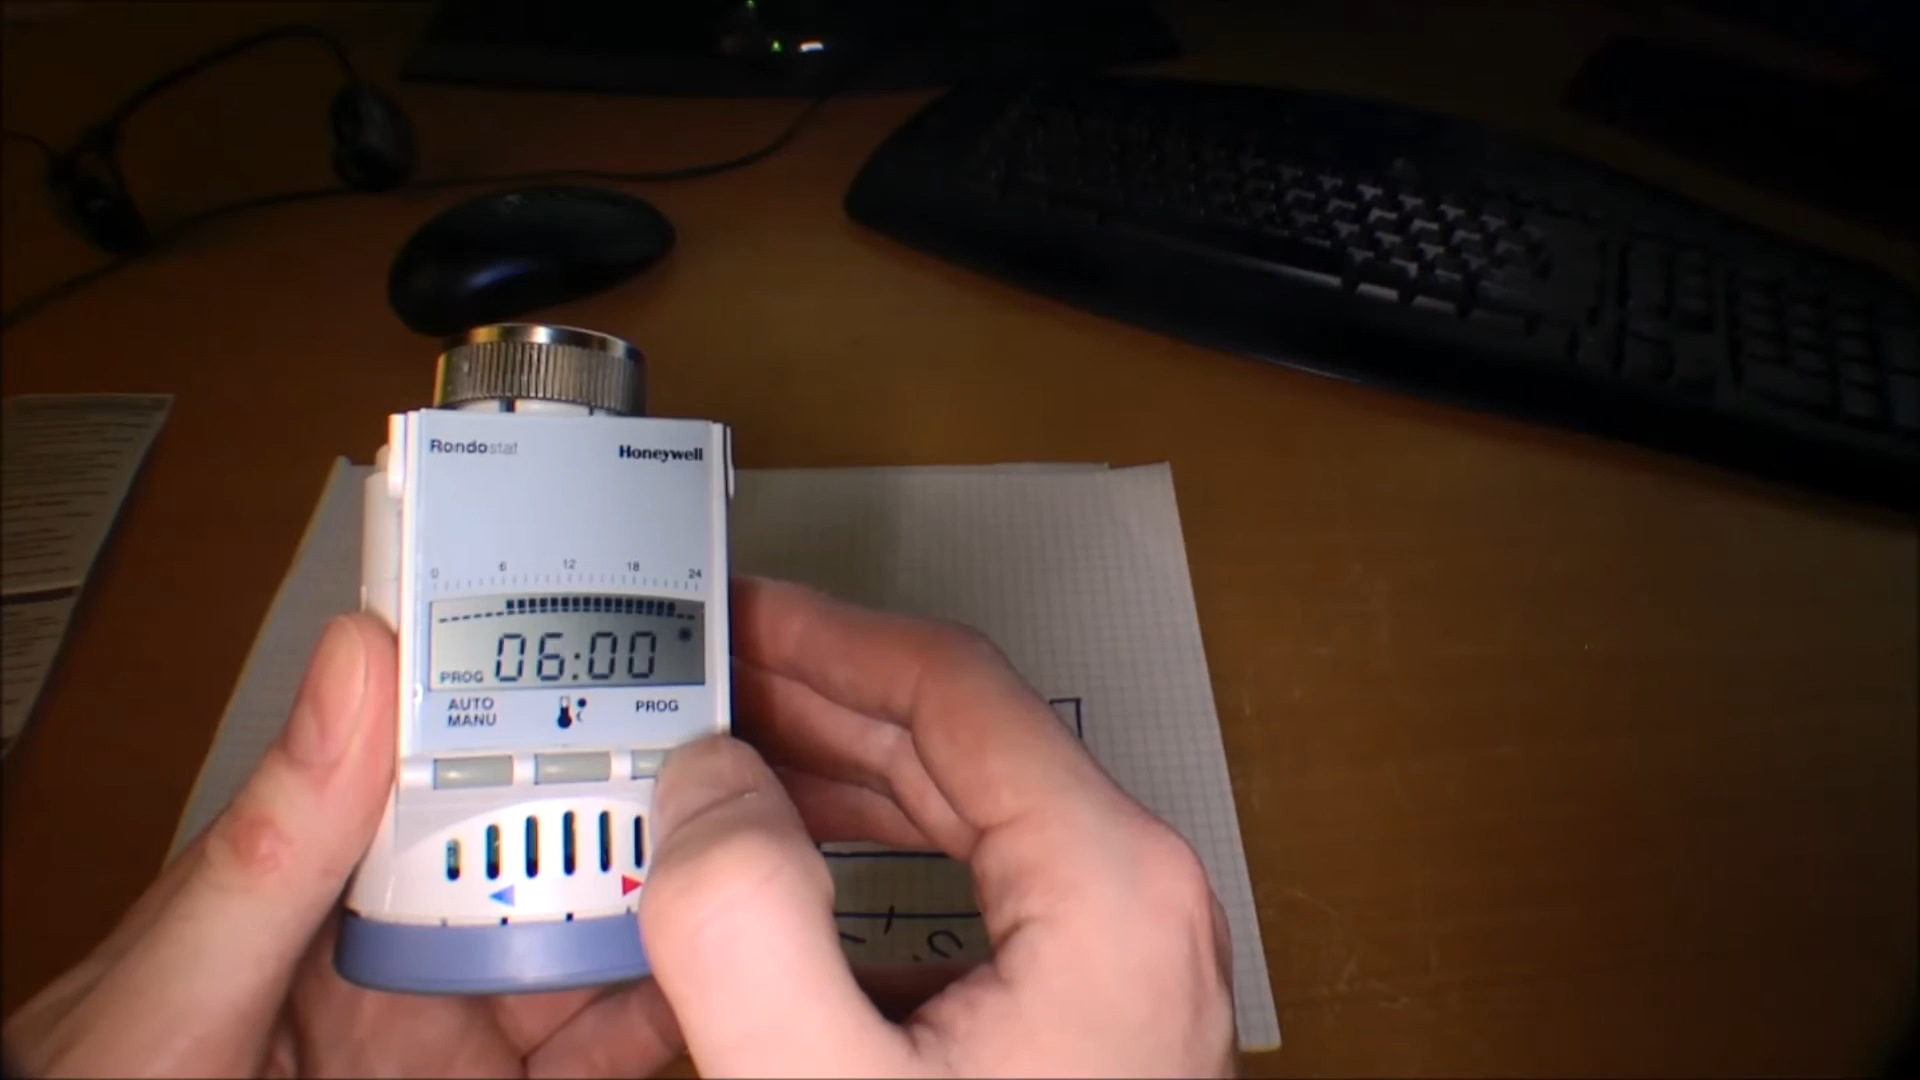 Rondostat Honeywell
0 6 12 18 24
PROG 06:00
AUTO MANU PROG